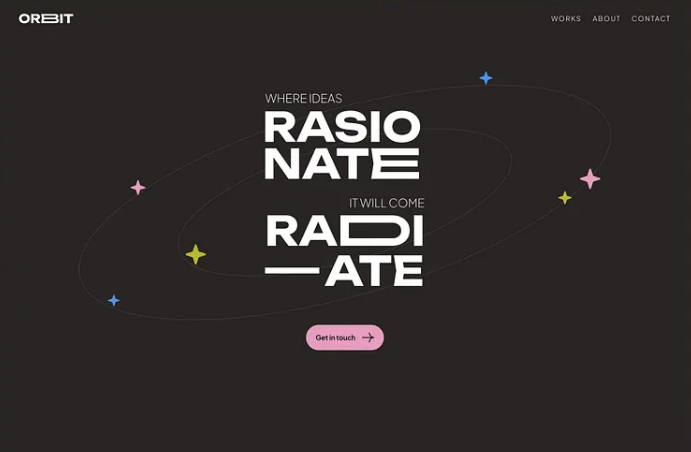 ORBIT
WORKS ABOUT CONTACT
WHERE IDEAS
RASIO
NATE
IT WILL COME
RADI
—ATE
Get in touch